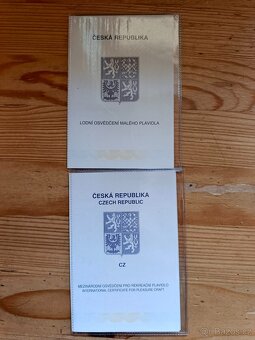 ČESKÁ REPUBLIKA
LODNÍ OSVĚDČENÍ MALÉHO PLAVIDLA
ČESKÁ REPUBLIKA
CZECH REPUBLIC
CZ
MEZINÁRODNÍ OSVĚDČENÍ PRO REKREAČNÍ PLAVIDLO
INTERNATIONAL CERTIFICATE FOR PLEASURE CRAFT